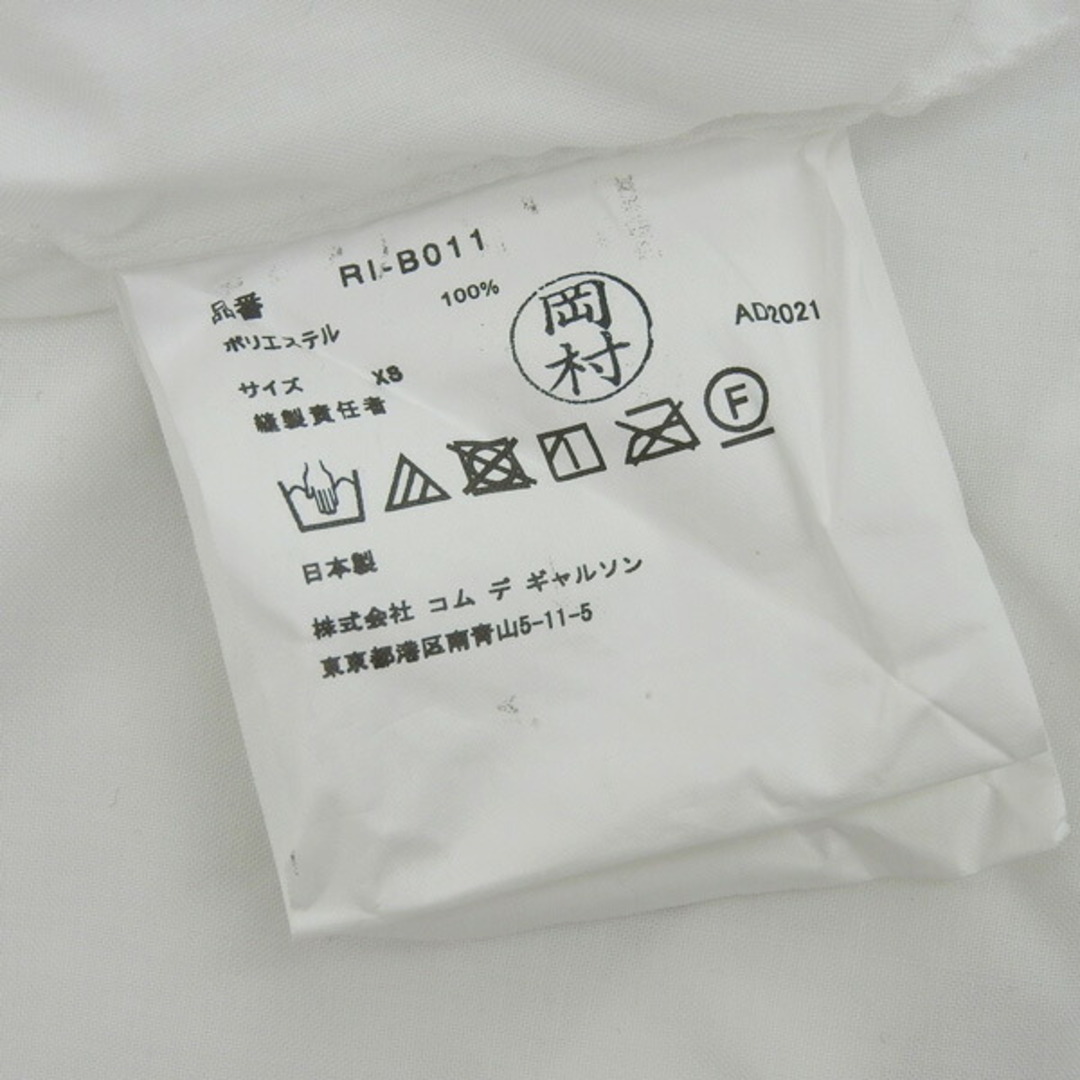 品番 RI-B011
ポリエステル 100%
サイズ XS
縫製責任者 岡村
AD2021
F
日本製
株式会社 コム デ ギャルソン
東京都港区南青山5-11-5